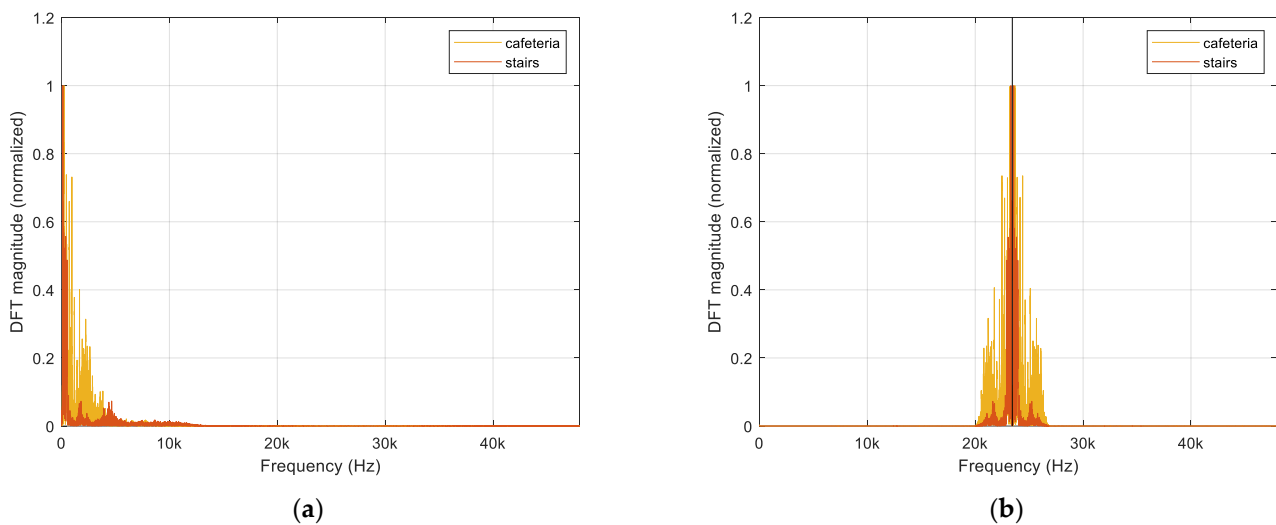 1.2
1
0.8
0.6
0.4
0.2
0
DFT magnitude (normalized)
cafeteria
stairs
0 10k 20k 30k 40k
Frequency (Hz)
(a)
1.2
1
0.8
0.6
0.4
0.2
0
DFT magnitude (normalized)
cafeteria
stairs
0 10k 20k 30k 40k
Frequency (Hz)
(b)